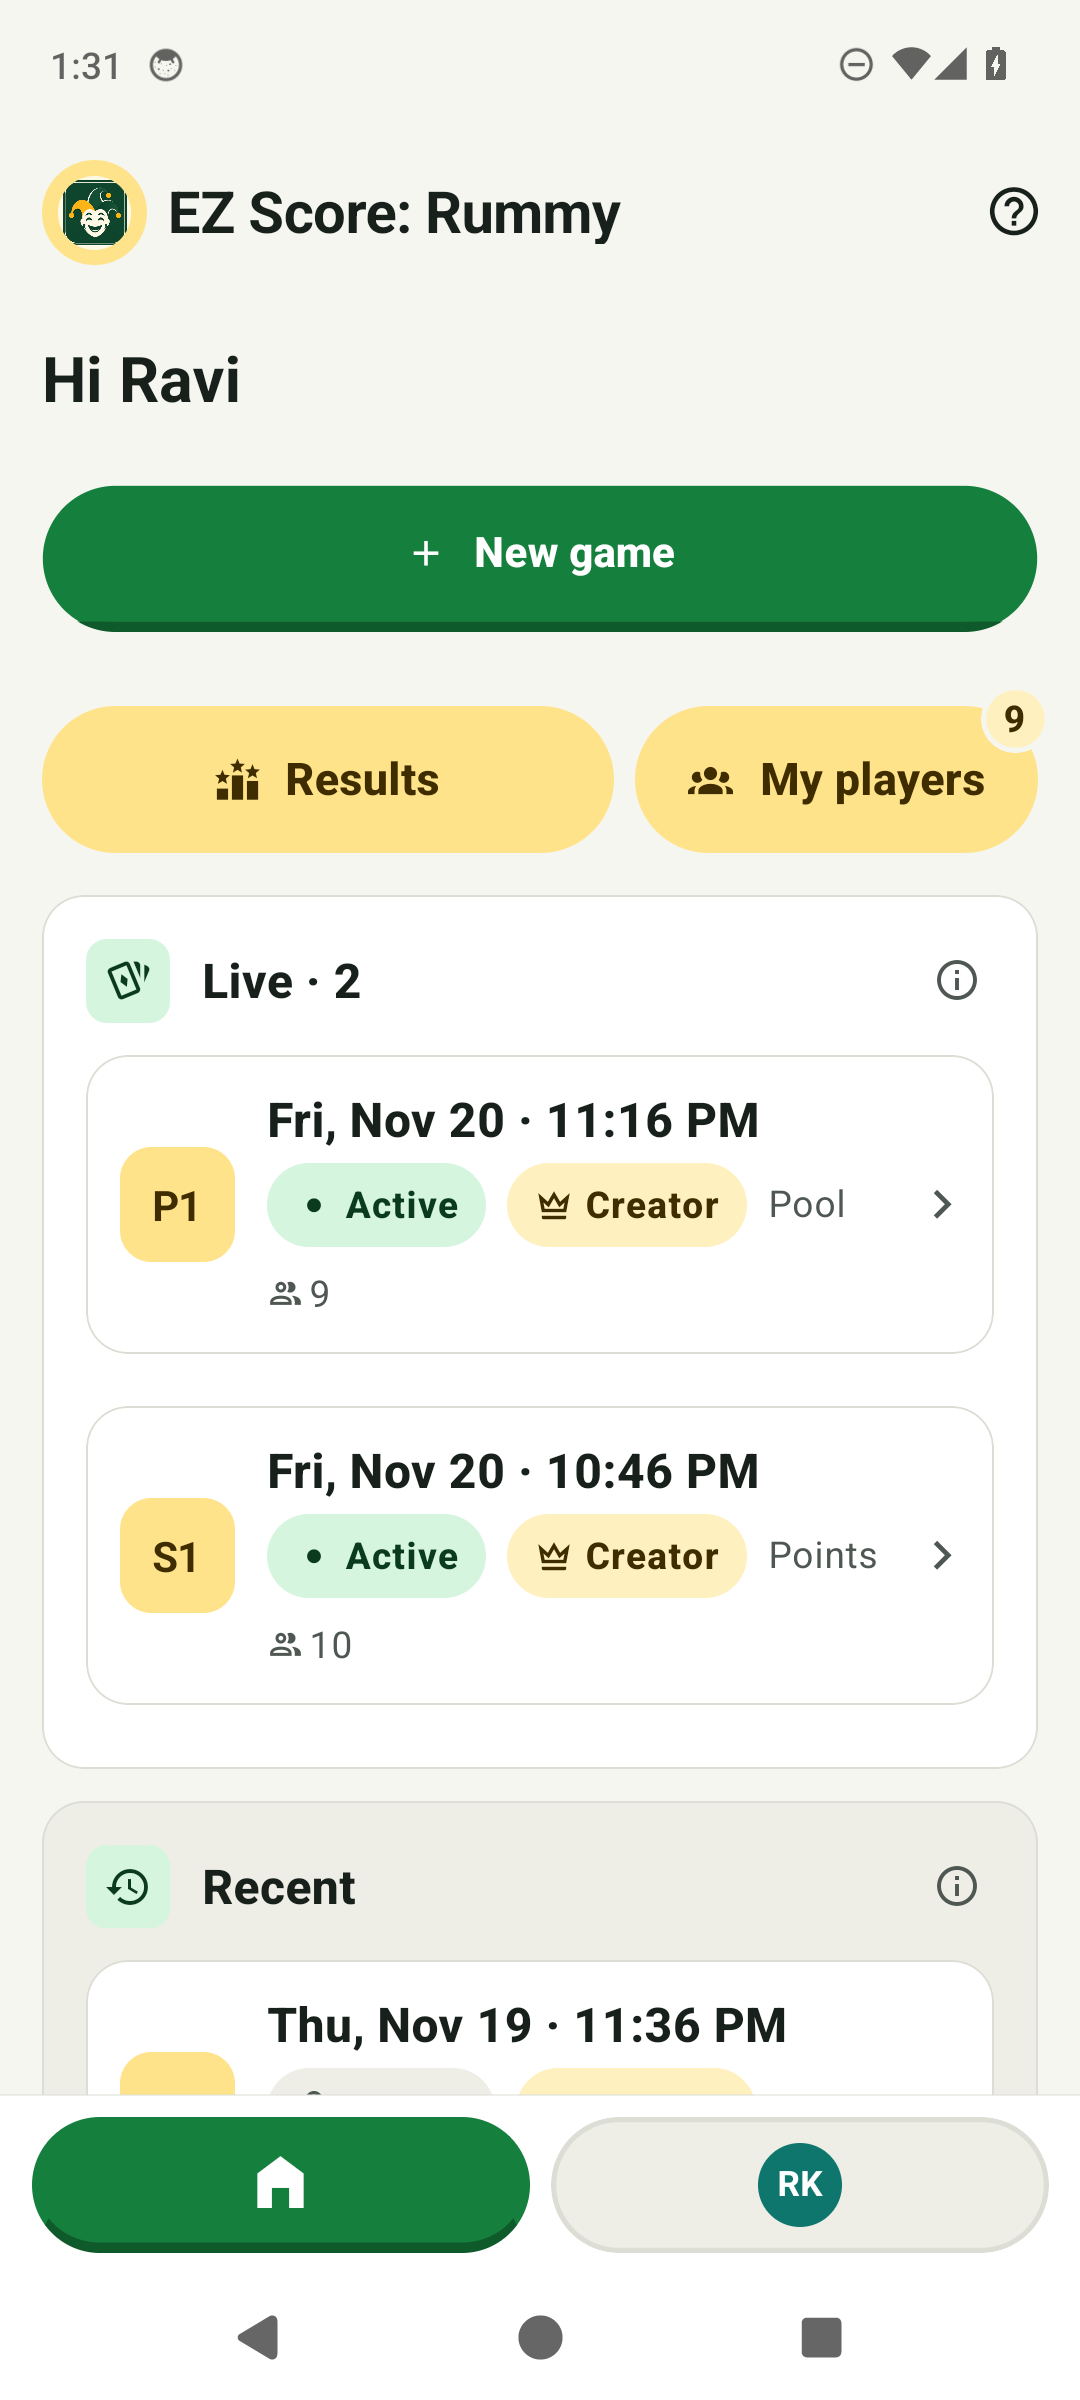 1:31
EZ Score: Rummy
Hi Ravi
+ New game
Results
My players
9
Live · 2
Fri, Nov 20 · 11:16 PM
P1
• Active
Creator
Pool
9
Fri, Nov 20 · 10:46 PM
S1
• Active
Creator
Points
10
Recent
Thu, Nov 19 · 11:36 PM
RK